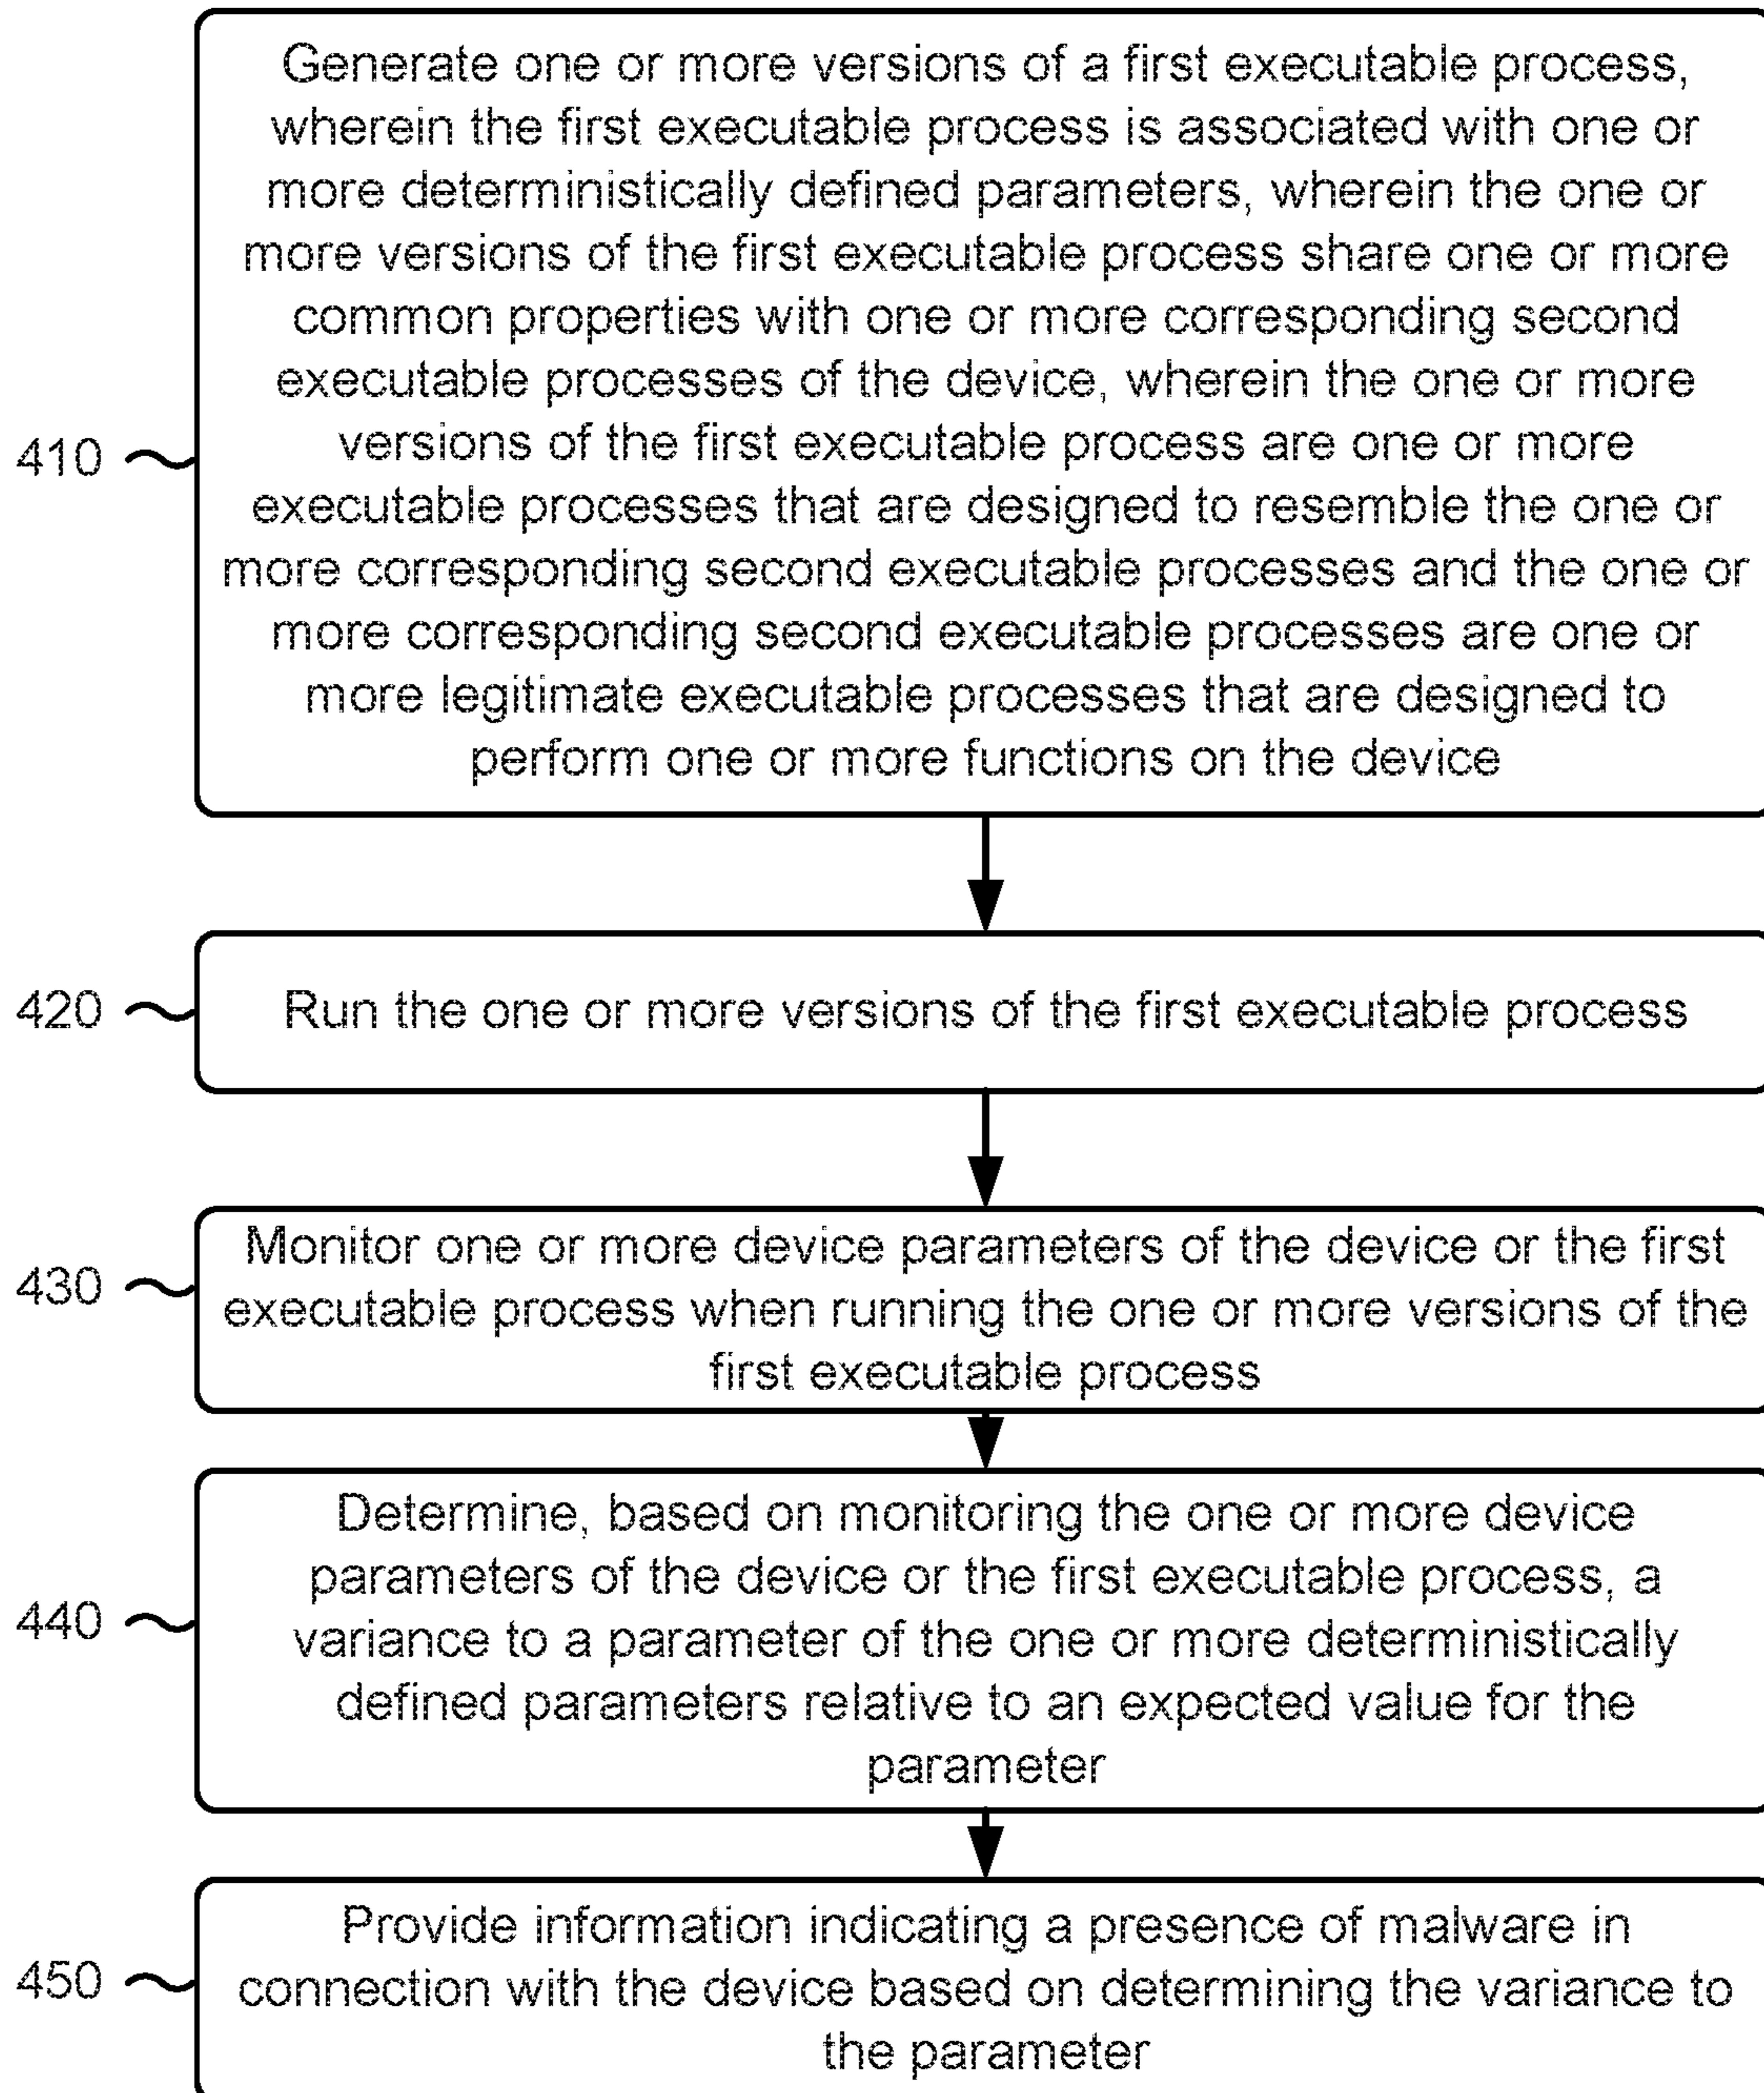 Generate one or more versions of a first executable process,
wherein the first executable process is associated with one or
more deterministically defined parameters, wherein the one or
more versions of the first executable process share one or more
common properties with one or more corresponding second
executable processes of the device, wherein the one or more
410
versions of the first executable process are one or more
executable processes that are designed to resemble the one or
more corresponding second executable processes and the one or
more corresponding second executable processes are one or
more legitimate executable processes that are designed to
perform one or more functions on the device
420
Run the one or more versions of the first executable process
Monitor one or more device parameters of the device or the first
430
executable process when running the one or more versions of the
first executable process
Determine, based on monitoring the one or more device
parameters of the device or the first executable process, a
440
variance to a parameter of the one or more deterministically
defined parameters relative to an expected value for the
parameter
Provide information indicating a presence of malware in
450
connection with the device based on determining the variance to
the parameter